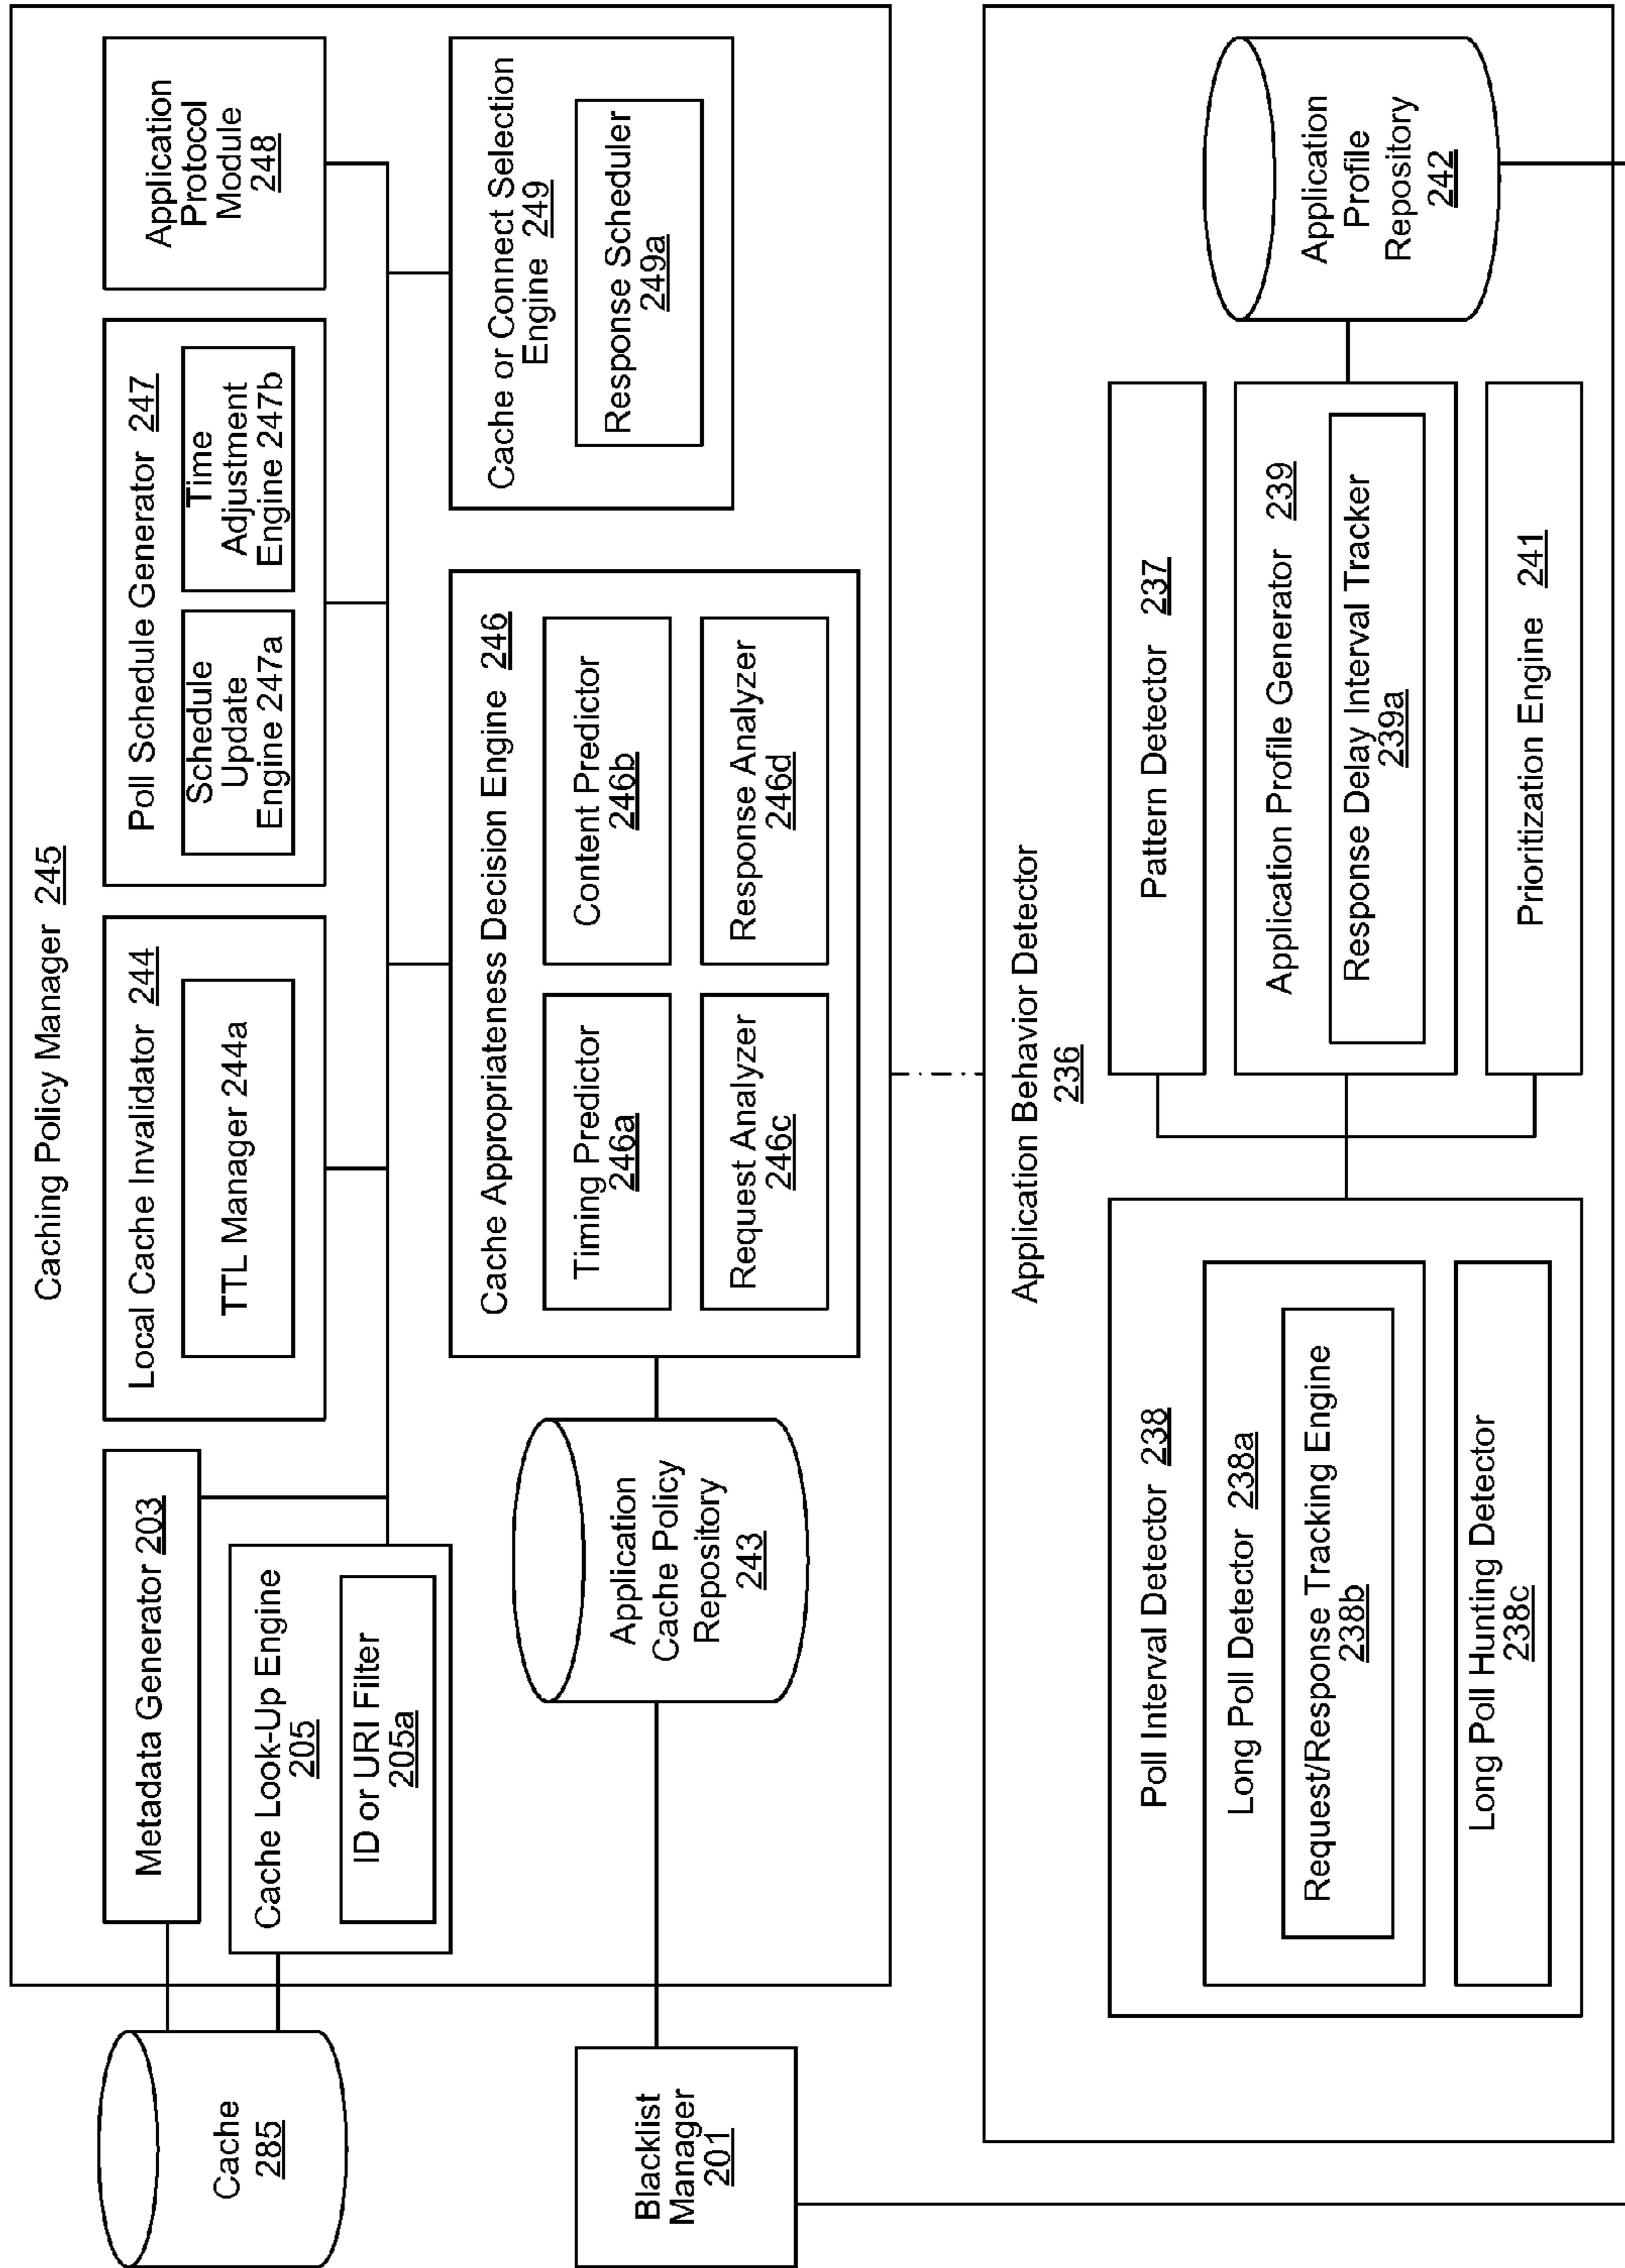 Caching Policy Manager 245
Cache
285
Metadata Generator 203
Cache Look-Up Engine
205
ID or URI Filter
205a
Local Cache Invalidator 244
TTL Manager 244a
Poll Schedule Generator 247
Schedule
Update
Engine 247a
Time
Adjustment
Engine 247b
Application
Protocol
Module
248
Blacklist
Manager
201
Application
Cache Policy
Repository
243
Cache Appropriateness Decision Engine 246
Timing Predictor
246a
Content Predictor
246b
Request Analyzer
246c
Response Analyzer
246d
Cache or Connect Selection
Engine 249
Response Scheduler
249a
Application Behavior Detector
236
Poll Interval Detector 238
Long Poll Detector 238a
Request/Response Tracking Engine
238b
Long Poll Hunting Detector
238c
Pattern Detector 237
Application Profile Generator 239
Response Delay Interval Tracker
239a
Prioritization Engine 241
Application
Profile
Repository
242